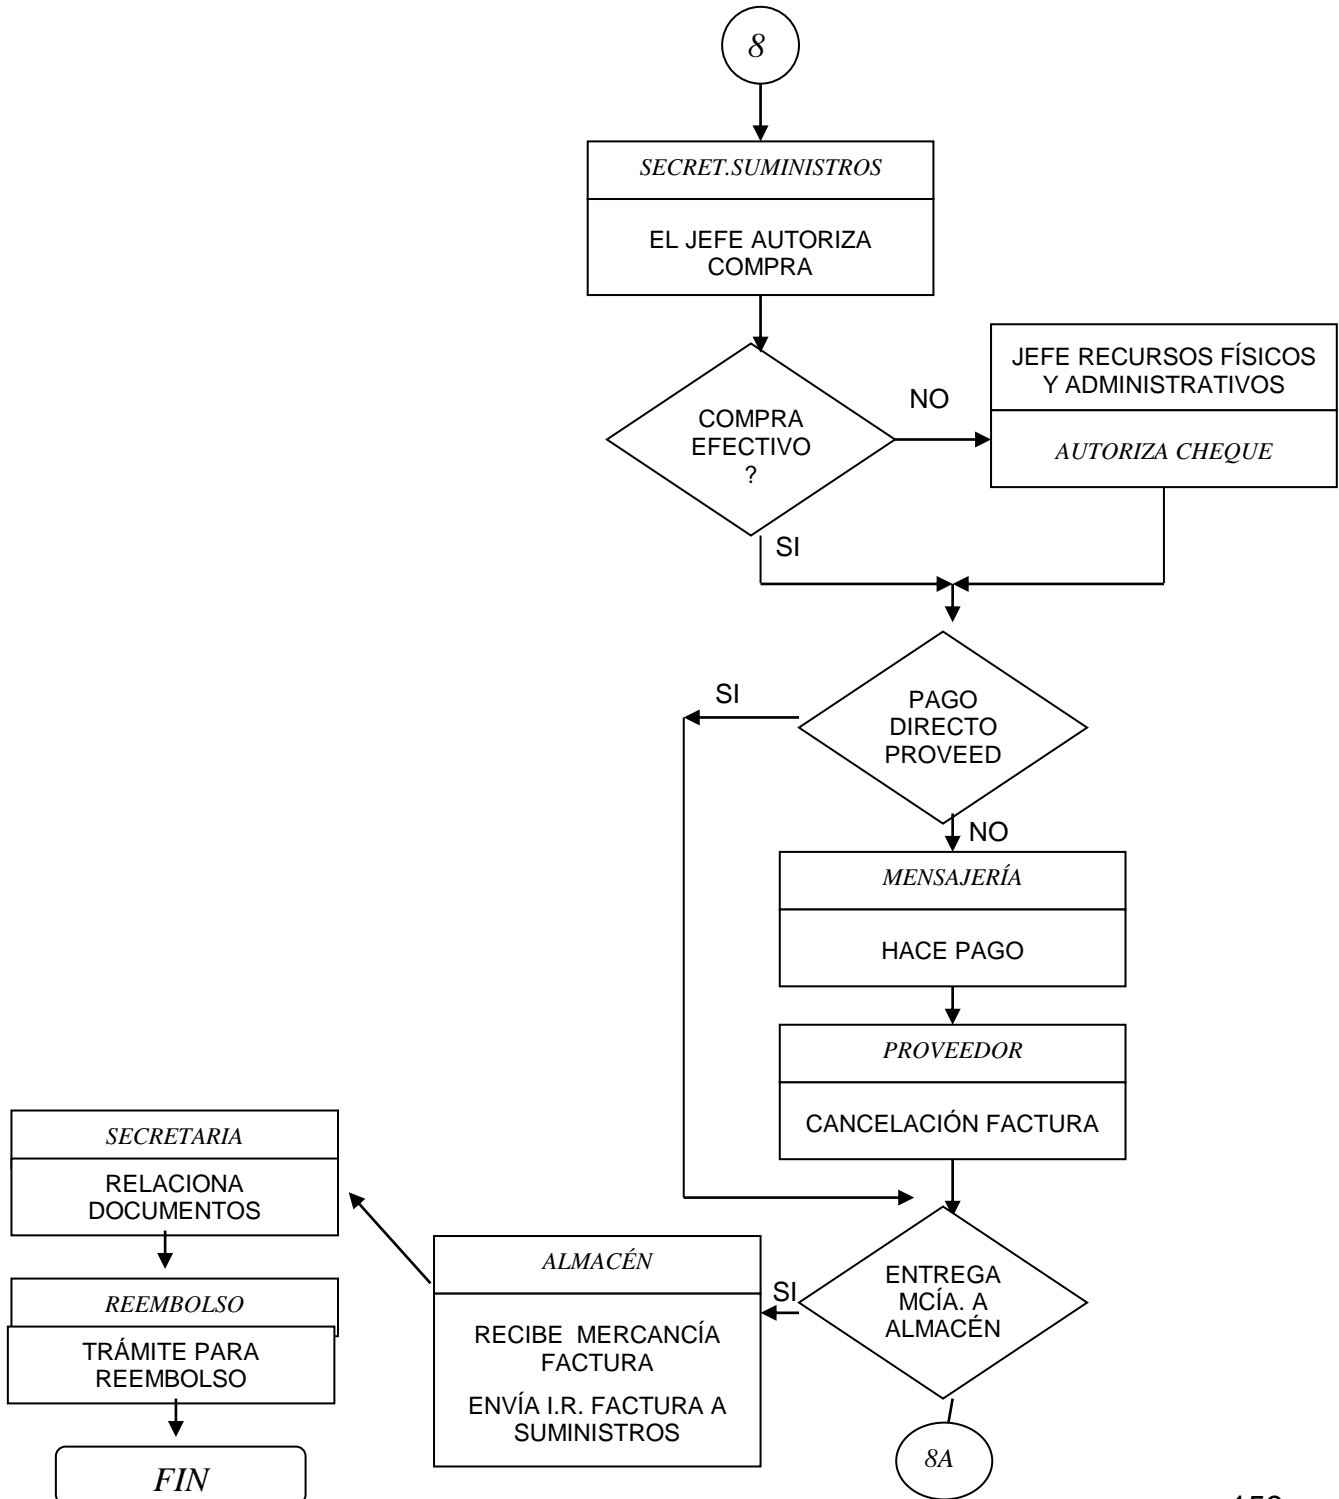 8
SECRET.SUMINISTROS
EL JEFE AUTORIZA
COMPRA
JEFE RECURSOS FÍSICOS
Y ADMINISTRATIVOS
AUTORIZA CHEQUE
NO
COMPRA
EFECTIVO
?
SI
SI
PAGO
DIRECTO
PROVEED
NO
MENSAJERÍA
HACE PAGO
PROVEEDOR
CANCELACIÓN FACTURA
ENTREGA
MCÍA. A
ALMACÉN
SI
8A
ALMACÉN
RECIBE MERCANCÍA
FACTURA
ENVÍA I.R. FACTURA A
SUMINISTROS
SECRETARIA
RELACIONA
DOCUMENTOS
REEMBOLSO
TRÁMITE PARA
REEMBOLSO
FIN